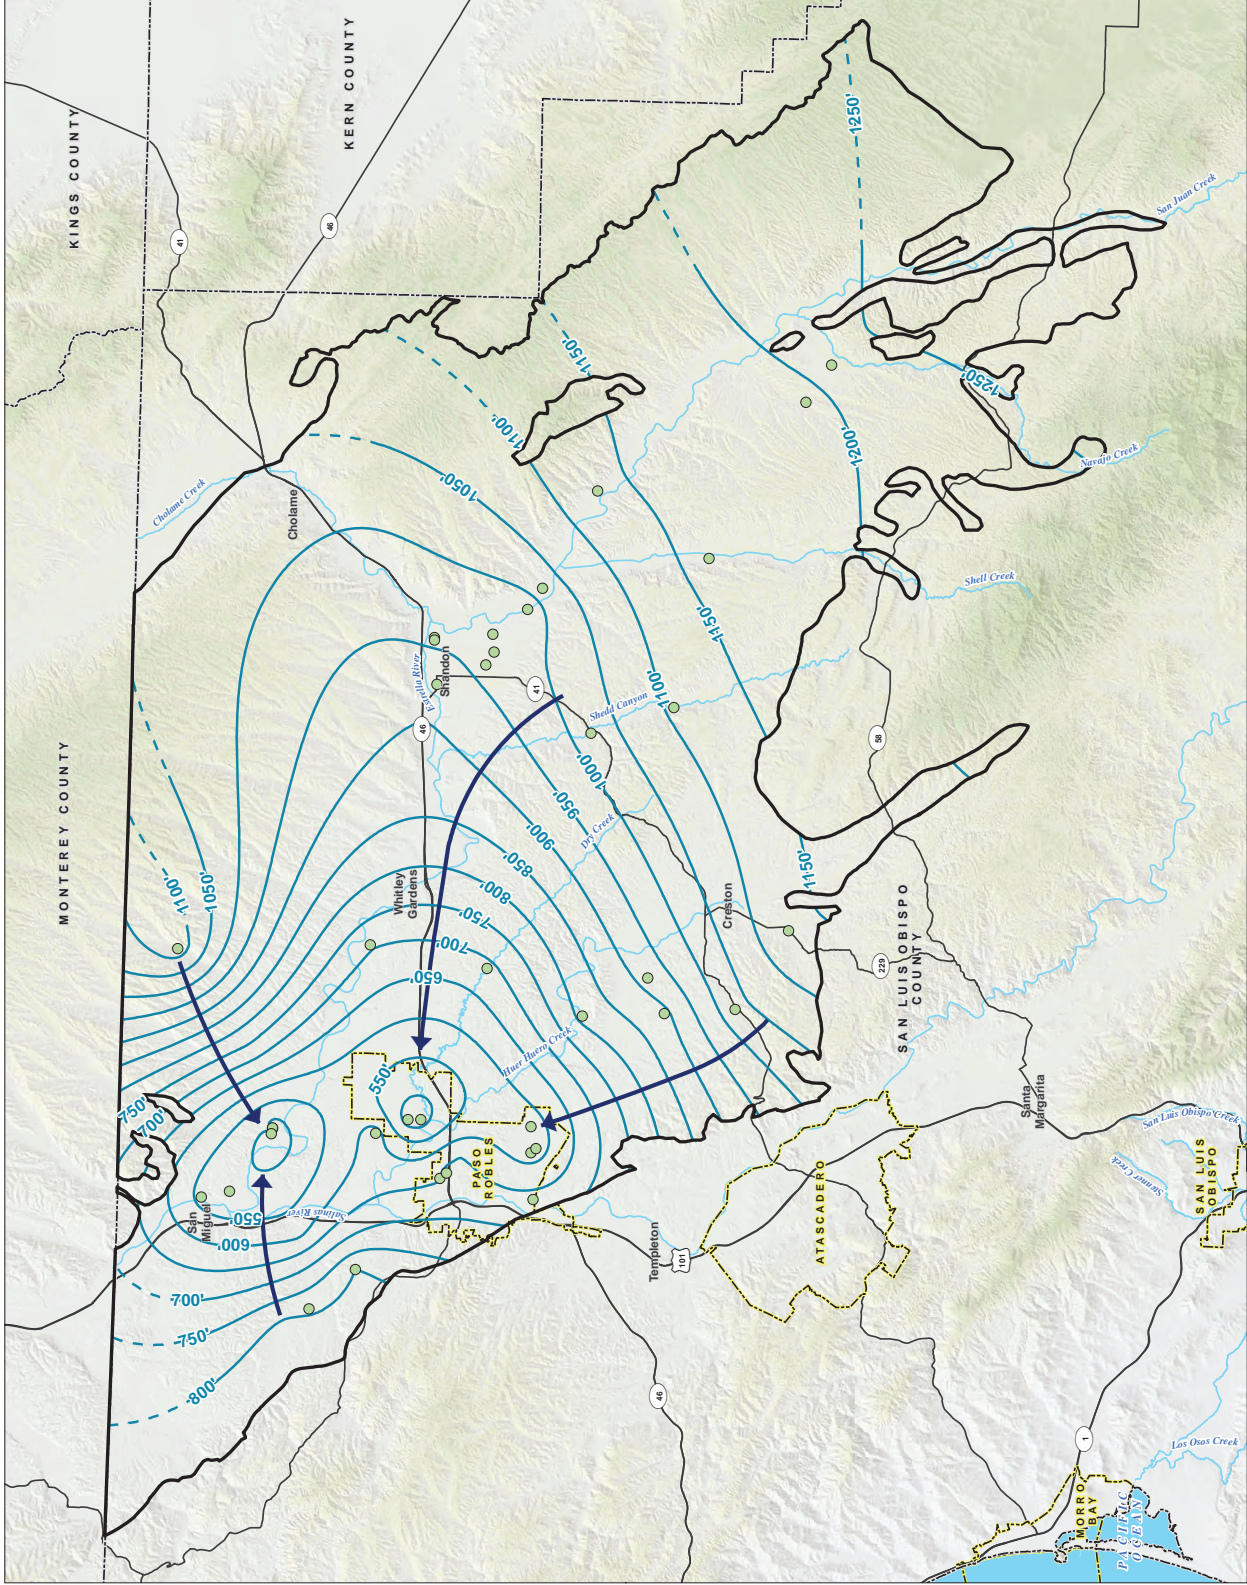 KINGS COUNTY
KERN COUNTY
MONTEREY COUNTY
SAN LUIS OBISPO
COUNTY
41
46
Cholame Creek
Cholame
1250'
San Juan Creek
1150'
1100'
1050'
1200'
1250'
Navajo Creek
Shell Creek
Estrella River
Shandon
41
46
Shedd Canyon
1150'
1100'
1000'
950'
900'
850'
800'
750'
700'
650'
Dry Creek
58
1100'
1050'
Whitley
Gardens
Creston
1150'
229
Huer Huero Creek
550'
750'
700'
San
Miguel
550'
600'
Salinas River
PASO
ROBLES
700'
750'
800'
Templeton
101
ATASCADERO
Santa
Margarita
46
San Luis Obispo Creek
Stenner Creek
SAN LUIS
OBISPO
1
Los Osos Creek
MORRO
BAY
PACIFIC
OCEAN